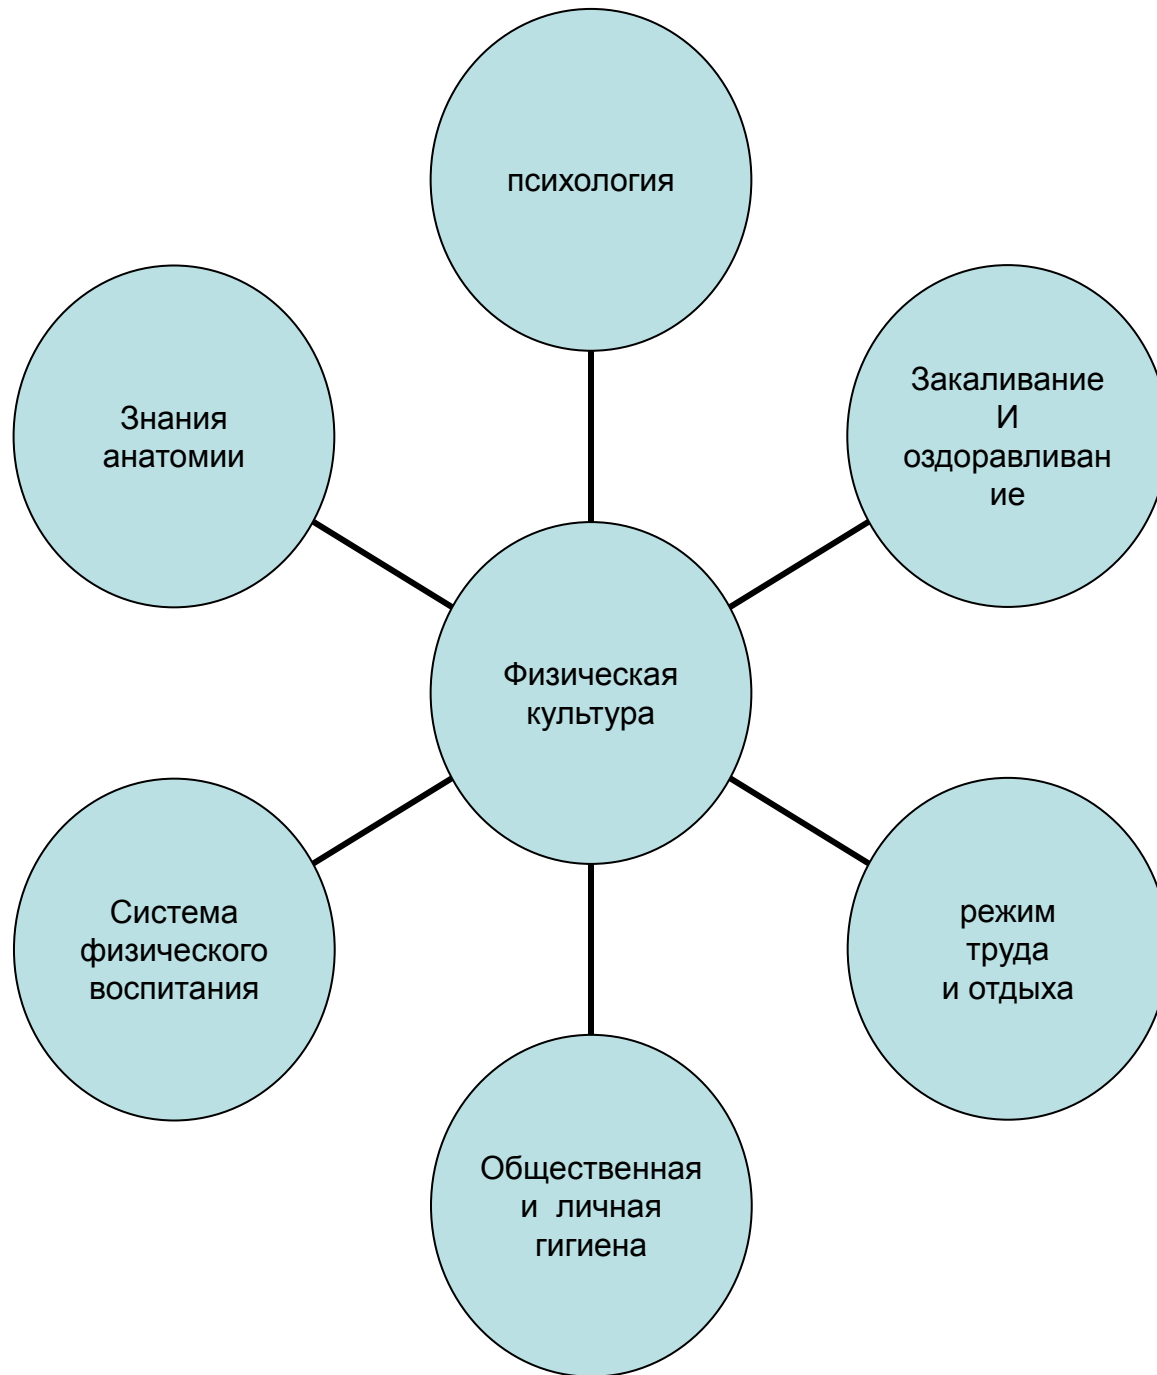 психология
Знания
анатомии
Закаливание
И
оздоравливан
ие
Физическая
культура
Система
физического
воспитания
режим
труда
и отдыха
Общественная
и  личная
гигиена